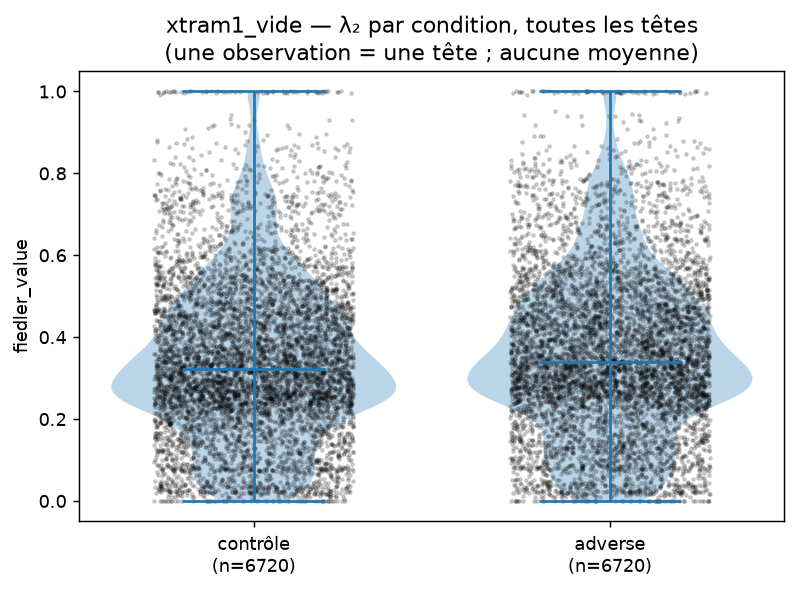 xtram1_vide — λ₂ par condition, toutes les têtes
(une observation = une tête ; aucune moyenne)
fiedler_value
1.0
0.8
0.6
0.4
0.2
0.0
contrôle
(n=6720)
adverse
(n=6720)